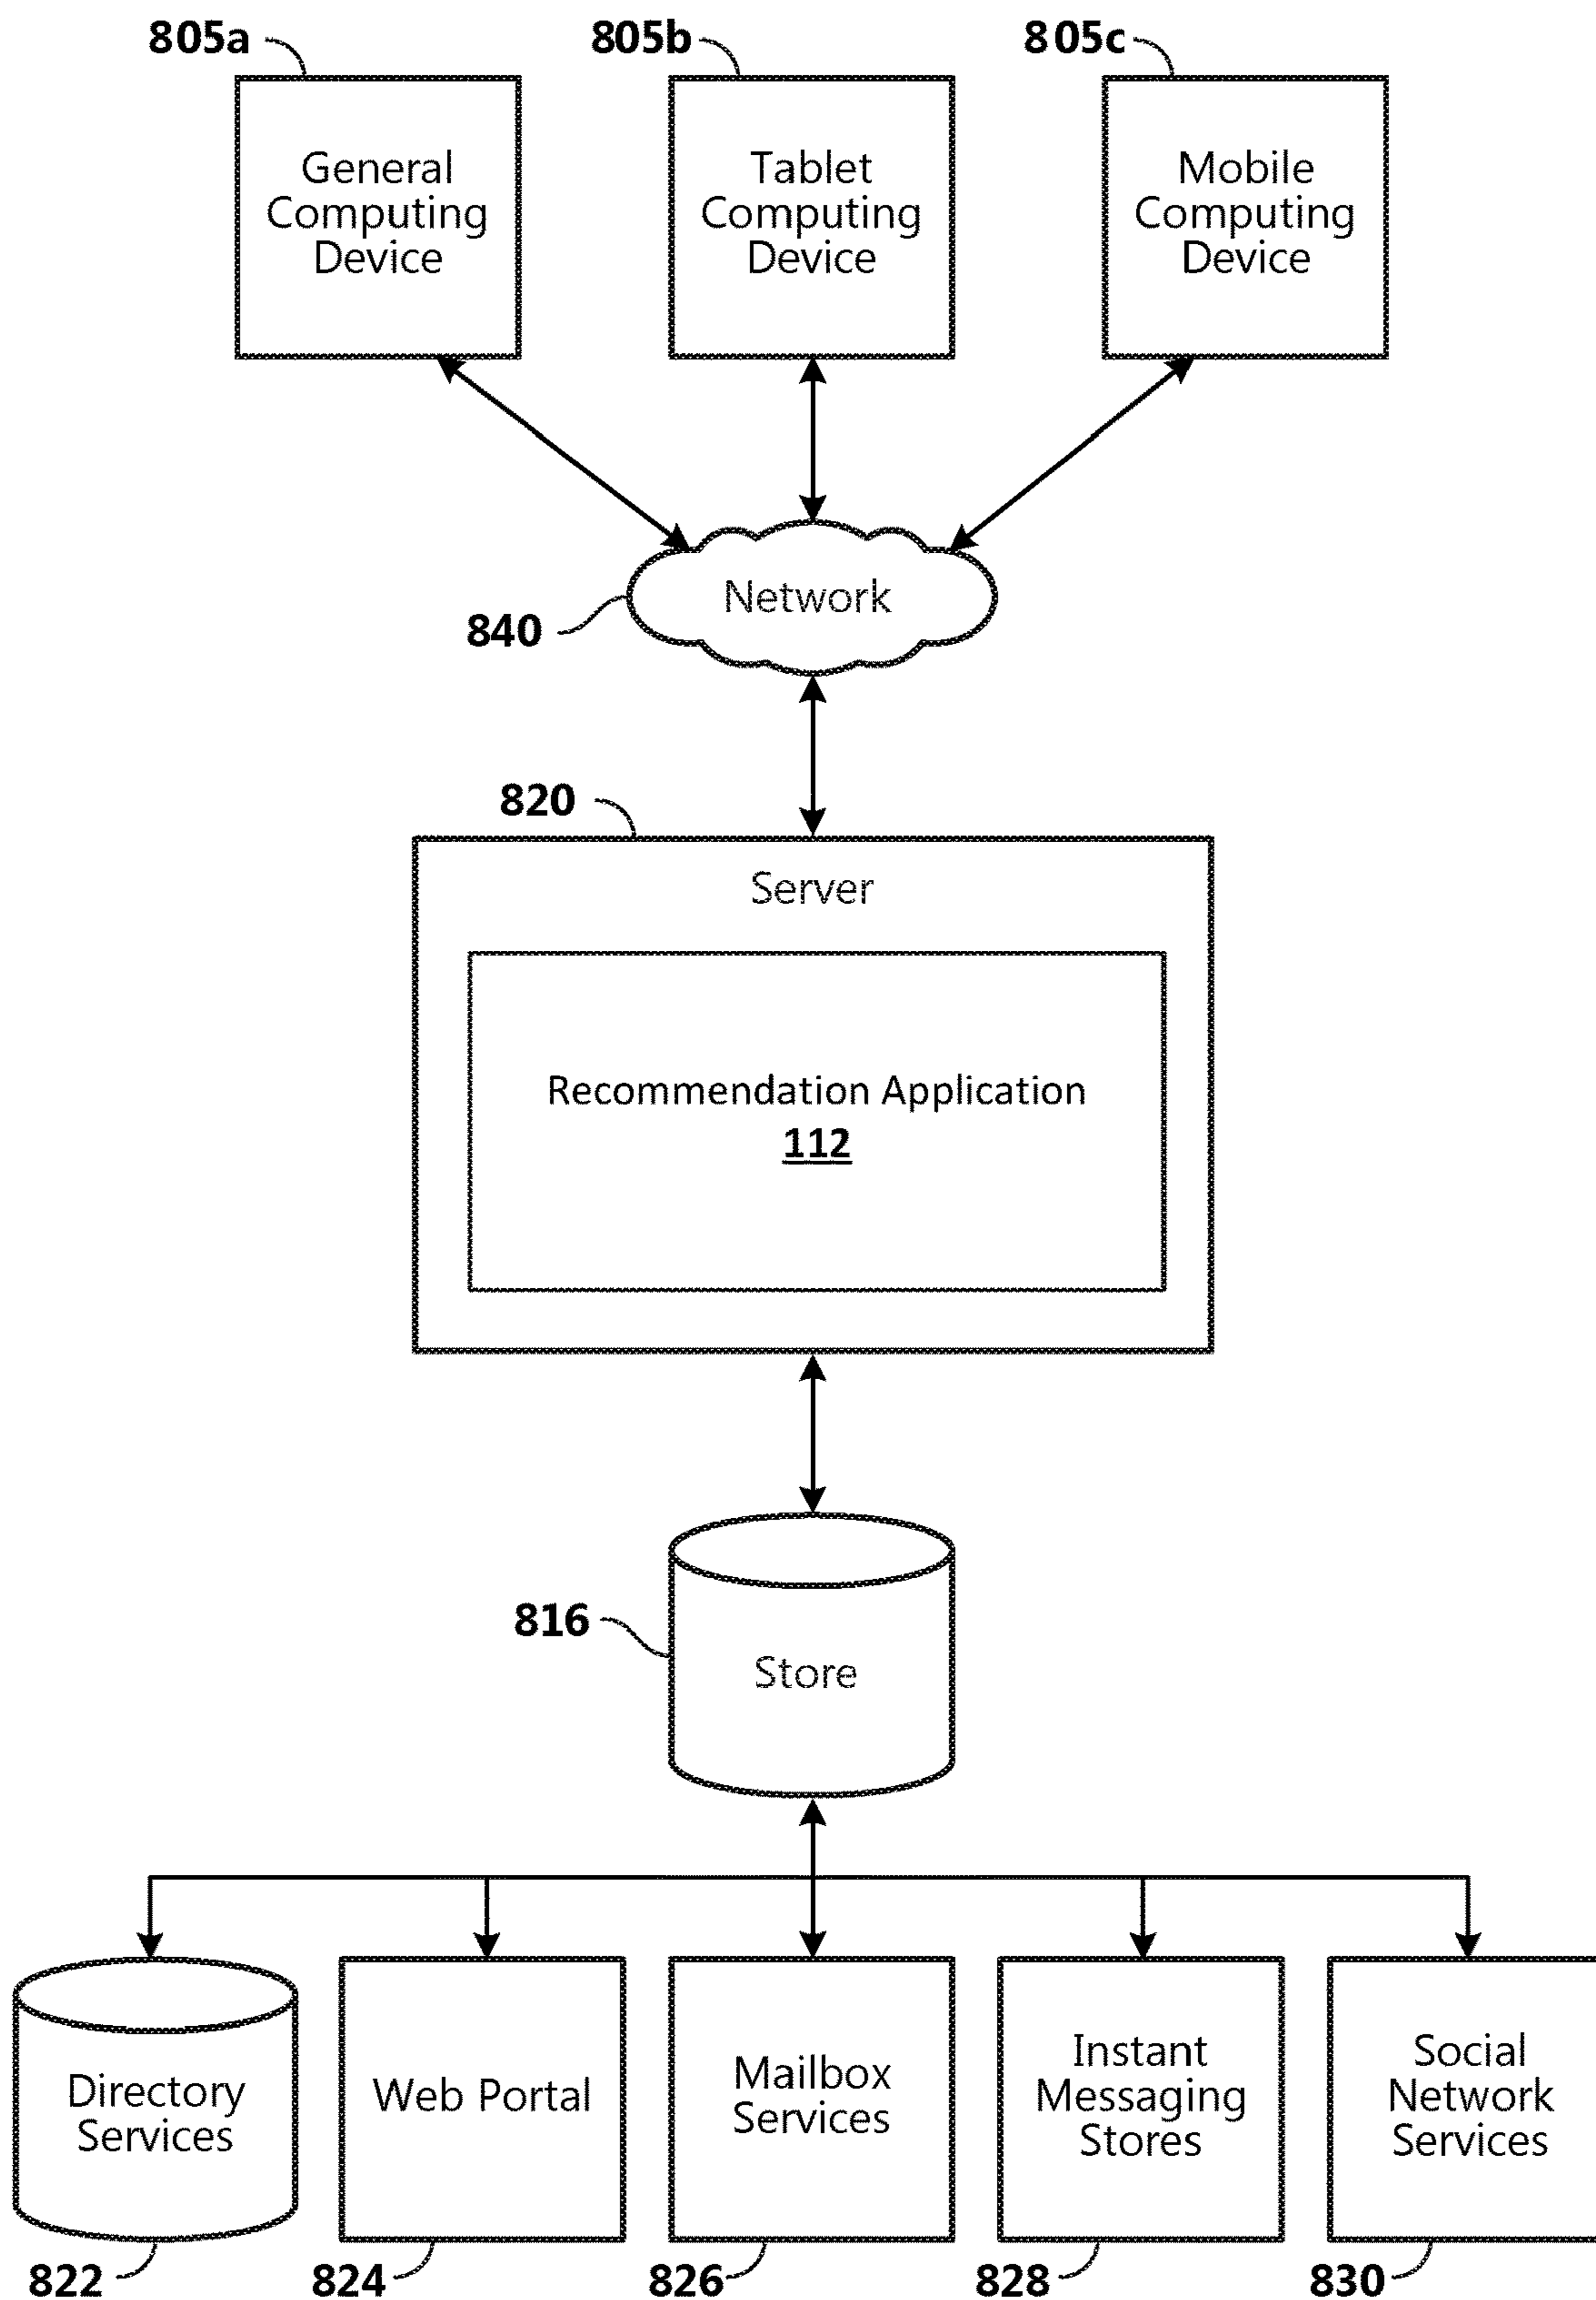 805a
805b
805c
General
Computing
Device
Tablet
Computing
Device
Mobile
Computing
Device
Network
840
820
Server
Recommendation Application
112
816
Store
Directory
Services
Web Portal
Mailbox
Services
Instant
Messaging
Stores
Social
Network
Services
822
824
826
828
830